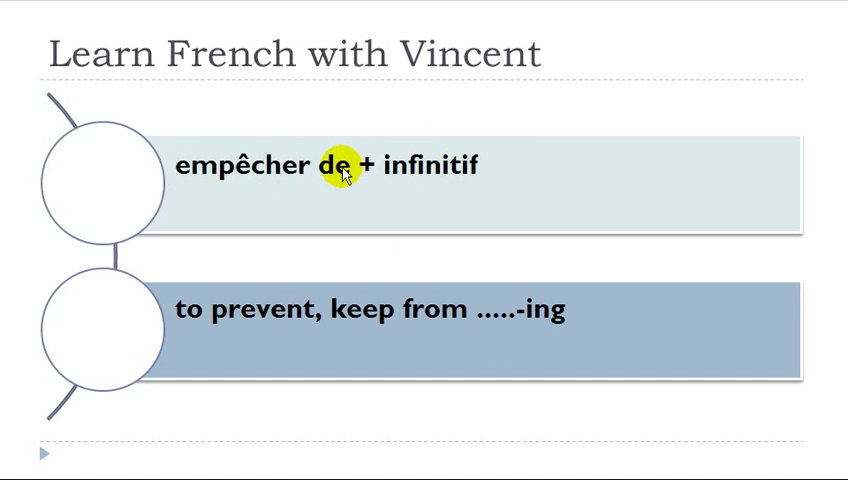 Learn French with Vincent
empêcher de + infinitif
to prevent, keep from .....-ing